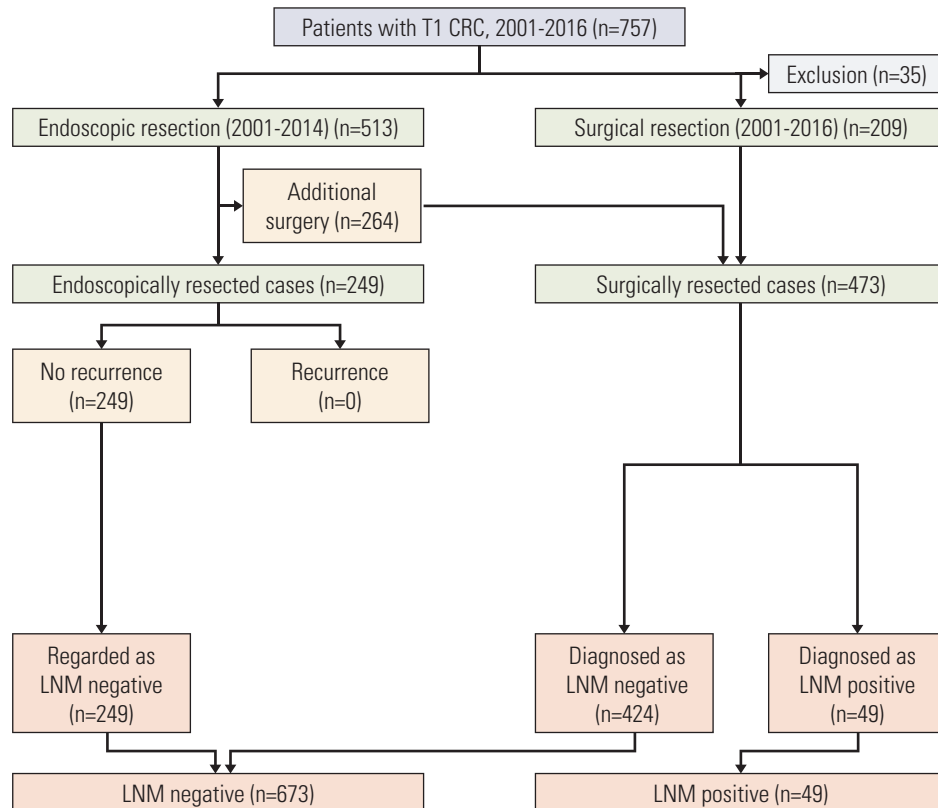 Patients with T1 CRC, 2001-2016 (n=757)
Exclusion (n=35)
Endoscopic resection (2001-2014) (n=513)
Surgical resection (2001-2016) (n=209)
Additional
surgery (n=264)
Endoscopically resected cases (n=249)
Surgically resected cases (n=473)
No recurrence
(n=249)
Recurrence
(n=0)
Regarded as
LNM negative
(n=249)
Diagnosed as
LNM negative
(n=424)
Diagnosed as
LNM positive
(n=49)
LNM negative (n=673)
LNM positive (n=49)